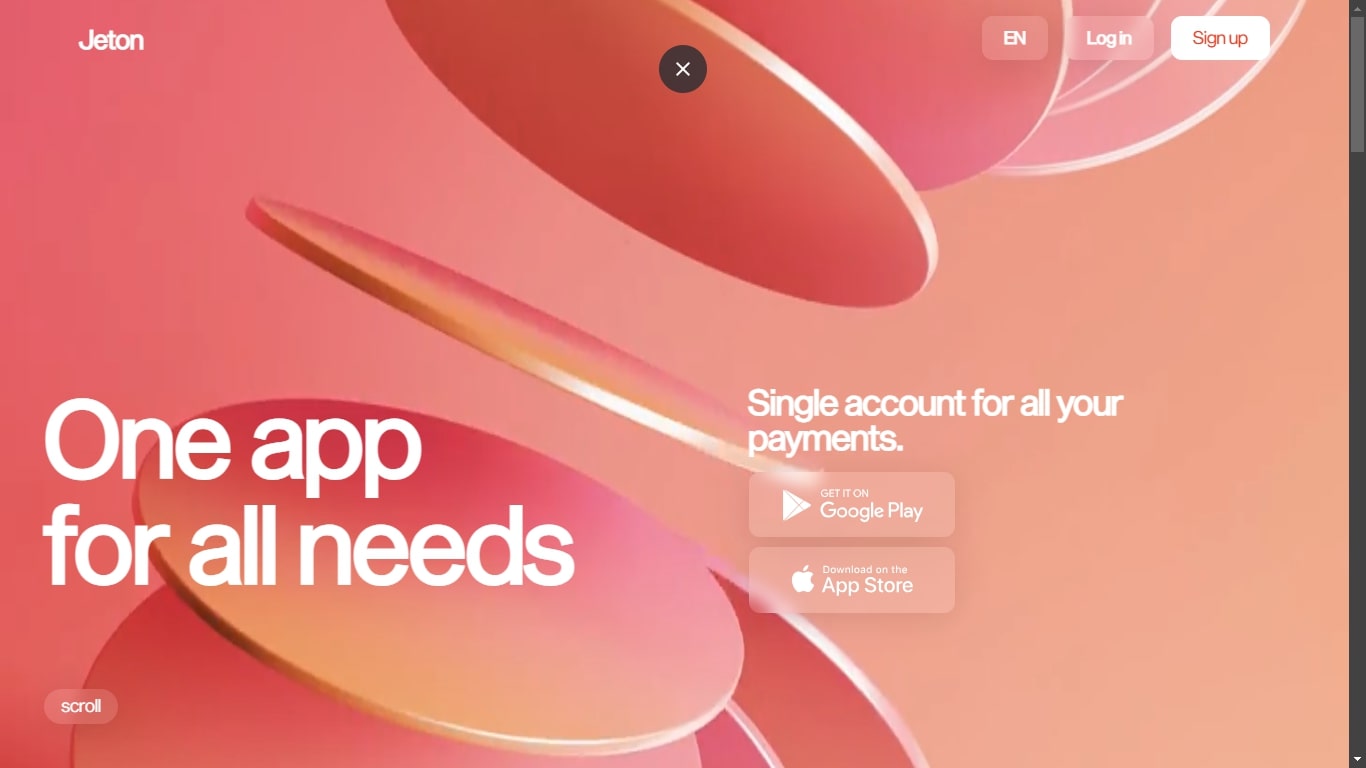 Jeton
EN
Log in
Sign up
One app
for all needs
Single account for all your
payments.
GET IT ON
Google Play
Download on the
App Store
scroll